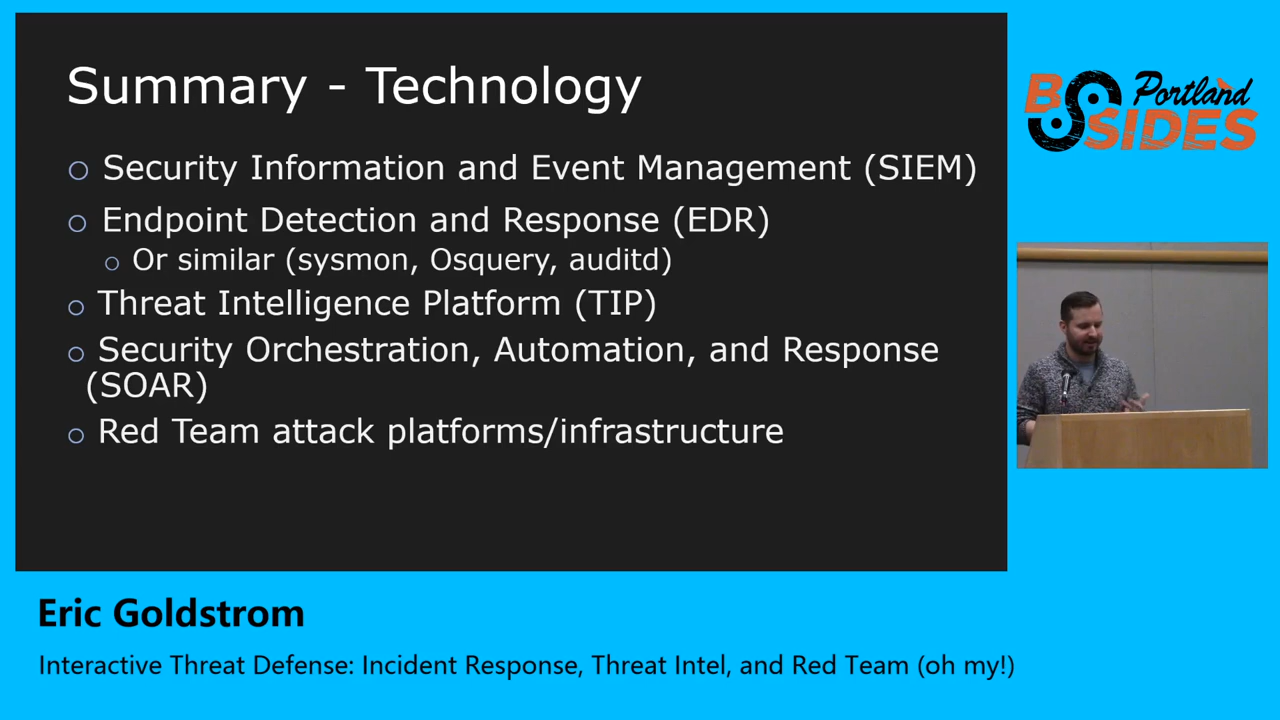 Summary - Technology
Security Information and Event Management (SIEM)
Endpoint Detection and Response (EDR)
Or similar (sysmon, Osquery, auditd)
Threat Intelligence Platform (TIP)
Security Orchestration, Automation, and Response
(SOAR)
Red Team attack platforms/infrastructure
BSIDES Portland
Eric Goldstrom
Interactive Threat Defense: Incident Response, Threat Intel, and Red Team (oh my!)